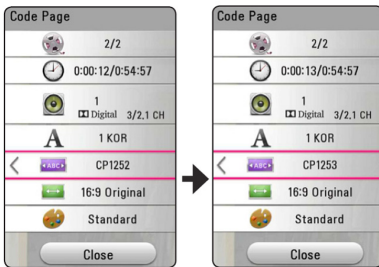 Code Page
2/2
0:00:12/0:54:57
1
Digital 3/2.1 CH
A 1 KOR
ABC CP1252
16:9 Original
Standard
Close
Code Page
2/2
0:00:13/0:54:57
1
Digital 3/2.1 CH
A 1 KOR
ABC CP1253
16:9 Original
Standard
Close